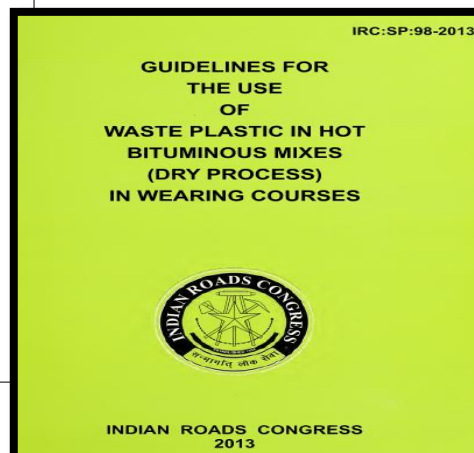 IRC:SP:98-2013
GUIDELINES FOR
THE USE
OF
WASTE PLASTIC IN HOT
BITUMINOUS MIXES
(DRY PROCESS)
IN WEARING COURSES
INDIAN ROADS CONGRESS
INDIAN ROADS CONGRESS
2013